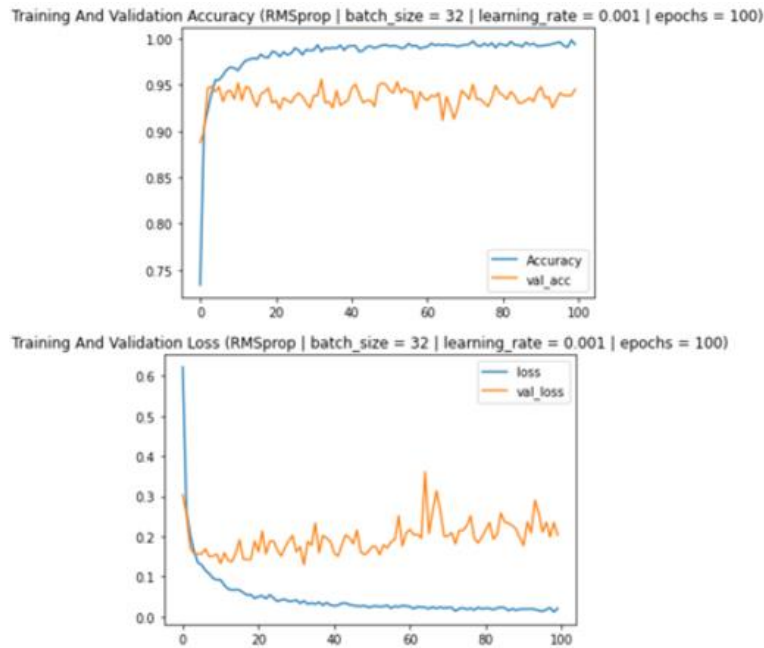 Training And Validation Accuracy (RMSprop | batch_size = 32 | learning_rate = 0.001 | epochs = 100)
1.00
0.95
0.90
0.85
0.80
0.75
Accuracy
val_acc
0 20 40 60 80 100
Training And Validation Loss (RMSprop | batch_size = 32 | learning_rate = 0.001 | epochs = 100)
0.6
0.5
0.4
0.3
0.2
0.1
0.0
loss
val_loss
0 20 40 60 80 100